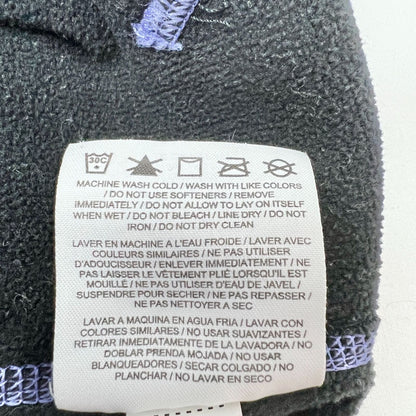 30C
MACHINE WASH COLD / WASH WITH LIKE COLORS
/ DO NOT USE SOFTENERS / REMOVE
IMMEDIATELY / DO NOT ALLOW TO LAY ON ITSELF
WHEN WET / DO NOT BLEACH / LINE DRY / DO NOT
IRON / DO NOT DRY CLEAN
LAVER EN MACHINE A L'EAU FROIDE / LAVER AVEC
COULEURS SIMILAIRES / NE PAS UTILISER
D'ADOUCISSEUR / ENLEVER IMMÉDIATEMENT / NE
PAS LAISSER LE VÊTEMENT PLIÉ LORSQU'IL EST
MOUILLÉ / NE PAS UTILISER D'EAU DE JAVEL /
SUSPENDRE POUR SÉCHER / NE PAS REPASSER /
NE PAS NETTOYER A SEC
LAVAR A MAQUINA EN AGUA FRIA / LAVAR CON
COLORES SIMILARES / NO USAR SUAVIZANTES /
RETIRAR INMEDIATAMENTE DE LA LAVADORA / NO
DOBLAR PRENDA MOJADA / NO USAR
BLANQUEADORES / SECAR COLGADO / NO
PLANCHAR / NO LAVAR EN SECO